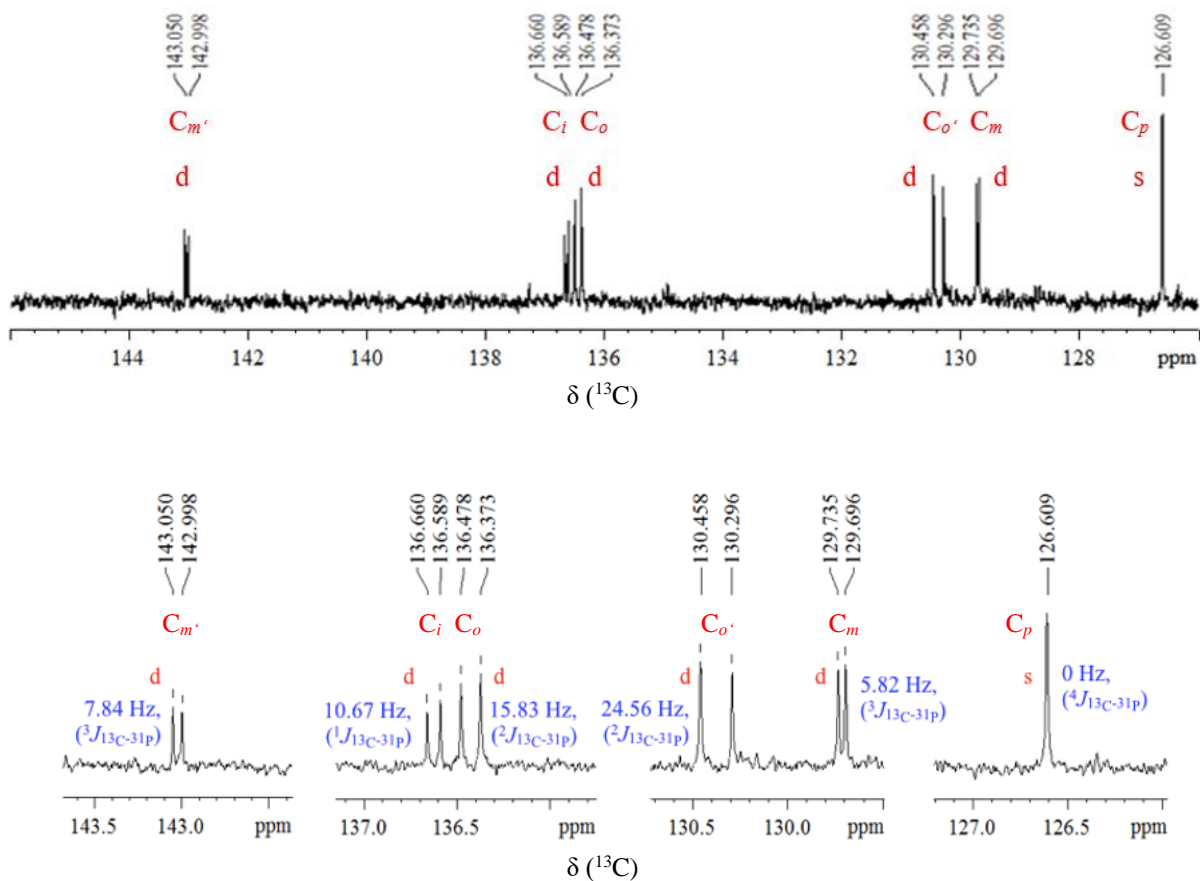 143.050 142.998 136.660 136.589 136.478 136.373 130.458 130.296 129.735 129.696 126.609
Cm‘ Ci Co Co‘ Cm Cp
d d d d d s
144 142 140 138 136 134 132 130 128 ppm
δ (¹³C)
143.050 142.998 136.660 136.589 136.478 136.373 130.458 130.296 129.735 129.696 126.609
Cm‘ Ci Co Co‘ Cm Cp
d d d d d s
7.84 Hz,
(³J13C-31P)
10.67 Hz,
(¹J13C-31P)
15.83 Hz,
(²J13C-31P)
24.56 Hz,
(²J13C-31P)
5.82 Hz,
(³J13C-31P)
0 Hz,
(⁴J13C-31P)
143.5 143.0 ppm 137.0 136.5 ppm 130.5 130.0 ppm 127.0 126.5 ppm
δ (¹³C)